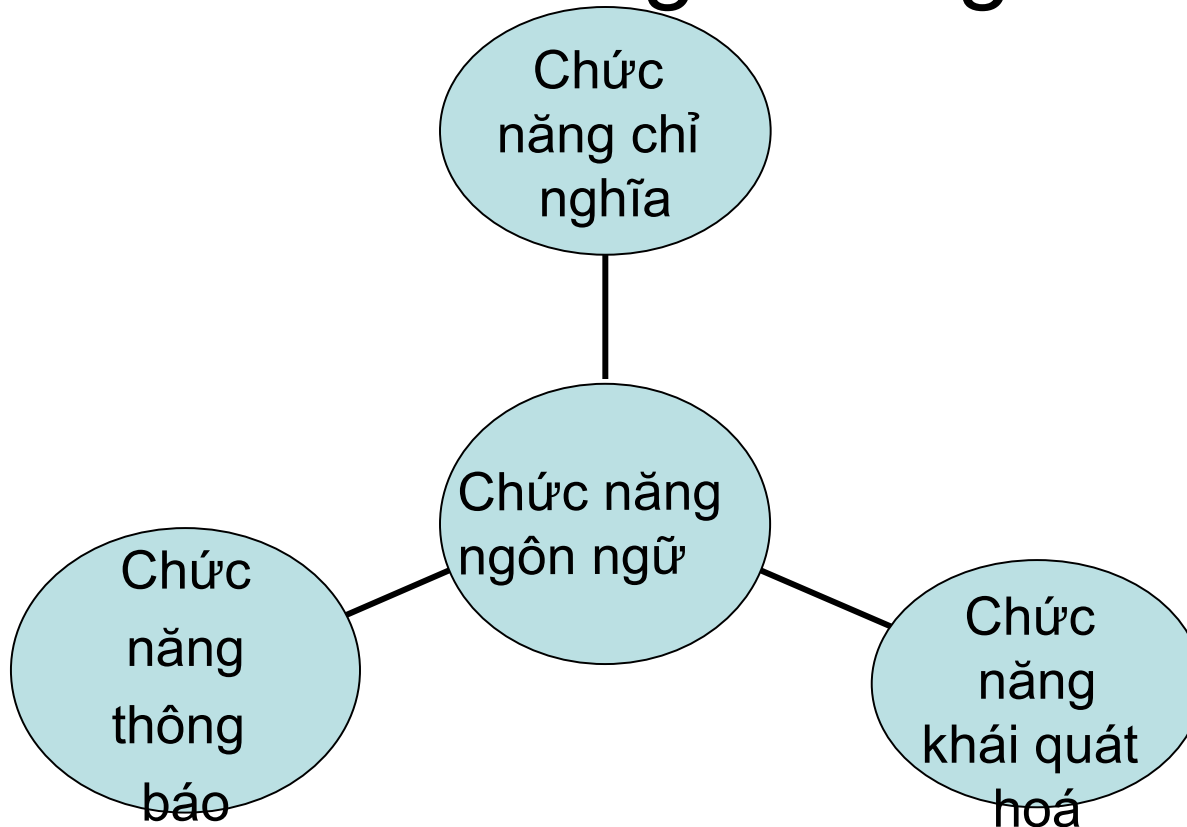 Chức
năng chỉ
nghĩa
Chức năng
ngôn ngữ
Chức
năng
thông
báo
Chức
năng
khái quát
hoá